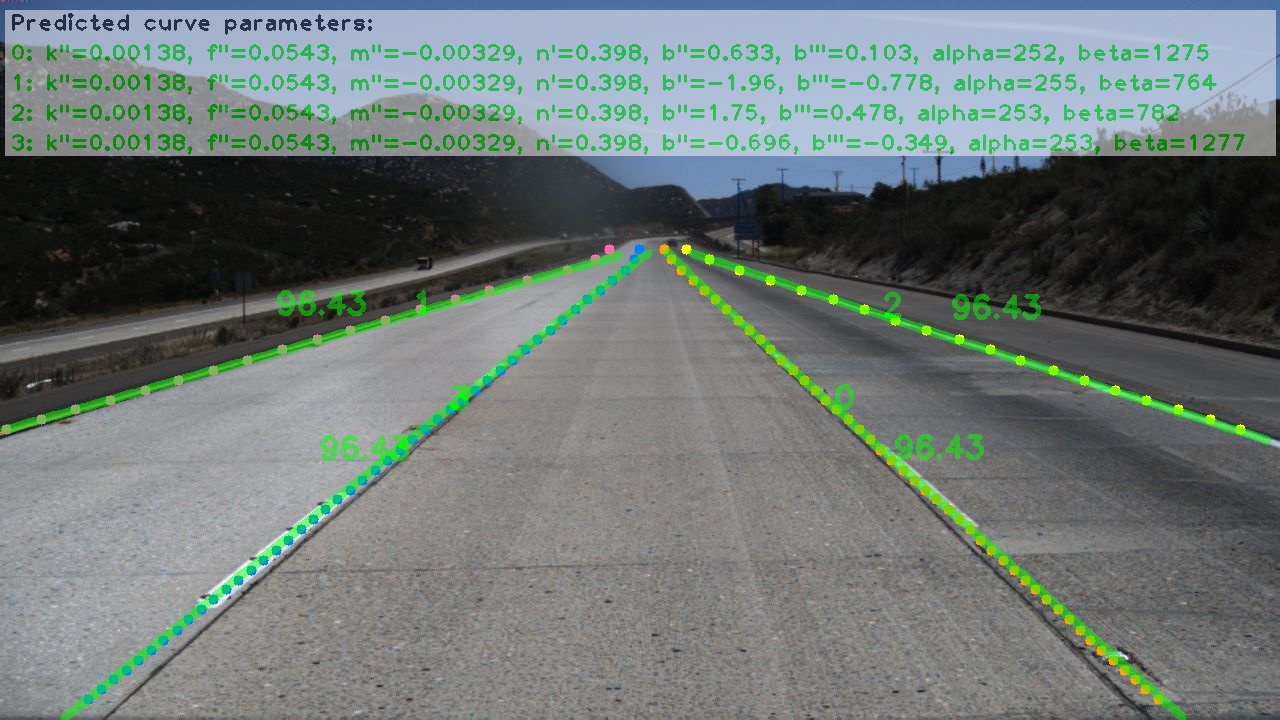 Predicted curve parameters:
0: k"=0.00138, f"=0.0543, m"=-0.00329, n'=0.398, b"=0.633, b'''=0.103, alpha=252, beta=1275
1: k"=0.00138, f"=0.0543, m"=-0.00329, n'=0.398, b"=-1.96, b'''=-0.778, alpha=255, beta=764
2: k"=0.00138, f"=0.0543, m"=-0.00329, n'=0.398, b"=1.75, b'''=0.478, alpha=253, beta=782
3: k"=0.00138, f"=0.0543, m"=-0.00329, n'=0.398, b"=-0.696, b'''=-0.349, alpha=253, beta=1277
96.43 1 2 96.43
3 0
96.43 96.43